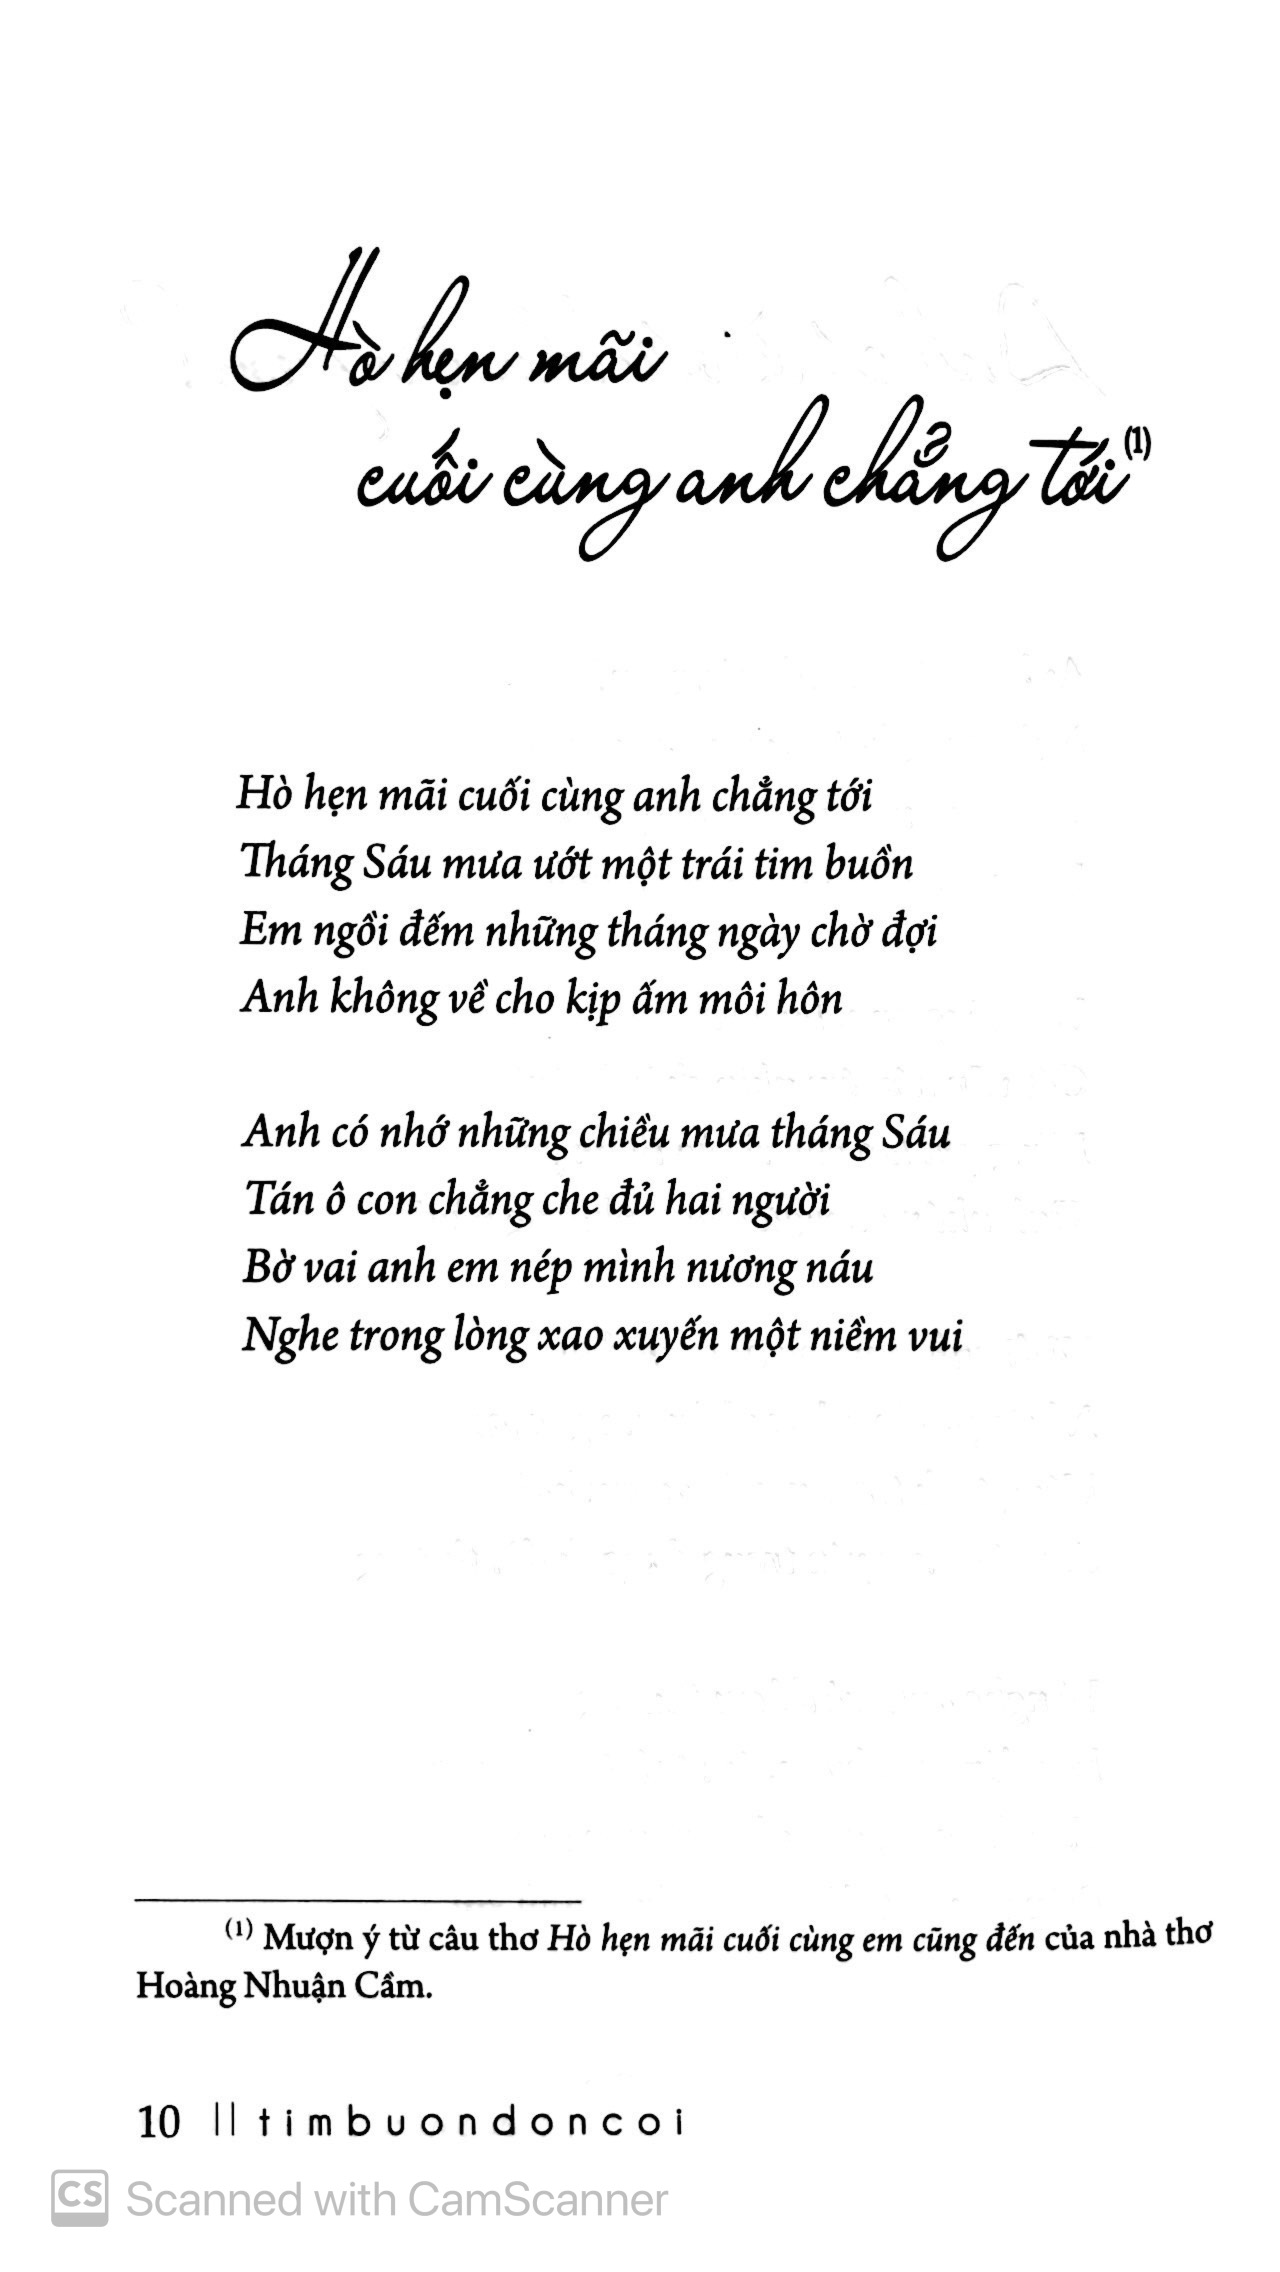 Hò hẹn mãi
cuối cùng anh chẳng tới(1)
Hò hẹn mãi cuối cùng anh chẳng tới
Tháng Sáu mưa ướt một trái tim buồn
Em ngồi đếm những tháng ngày chờ đợi
Anh không về cho kịp ấm môi hôn
Anh có nhớ những chiều mưa tháng Sáu
Tán ô con chẳng che đủ hai người
Bờ vai anh em nép mình nương náu
Nghe trong lòng xao xuyến một niềm vui
(1) Mượn ý từ câu thơ Hò hẹn mãi cuối cùng em cũng đến của nhà thơ
Hoàng Nhuận Cầm.
10 || timbuondoncoi
CS Scanned with CamScanner